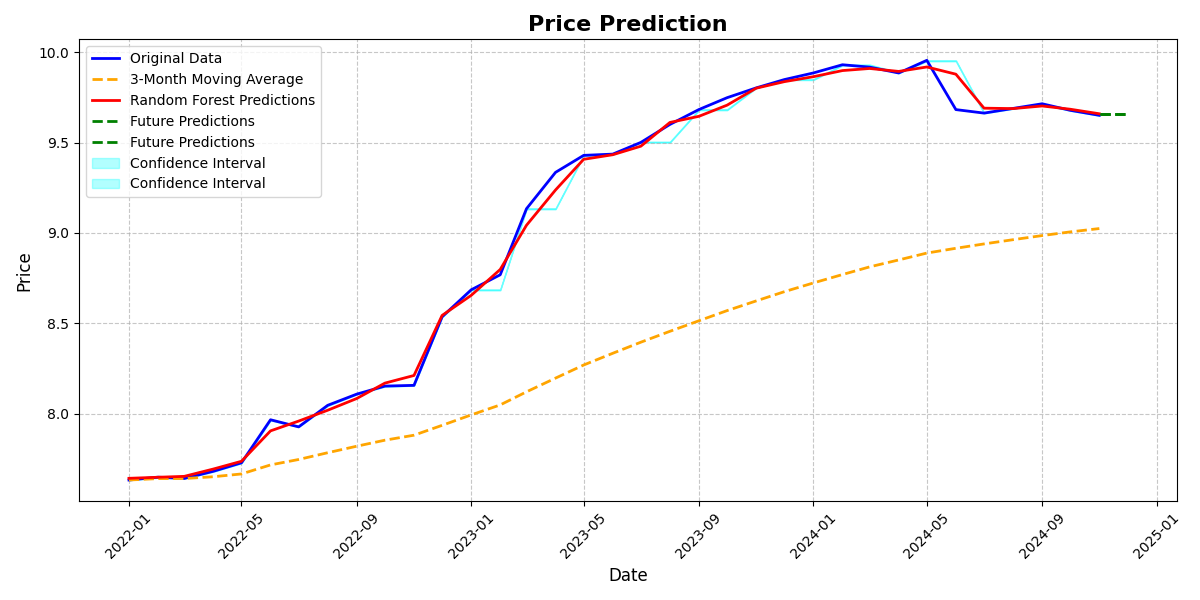 Price Prediction
Original Data
3-Month Moving Average
Random Forest Predictions
Future Predictions
Future Predictions
Confidence Interval
Confidence Interval
Price
10.0
9.5
9.0
8.5
8.0
2022-01
2022-05
2022-09
2023-01
2023-05
2023-09
2024-01
2024-05
2024-09
2025-01
Date